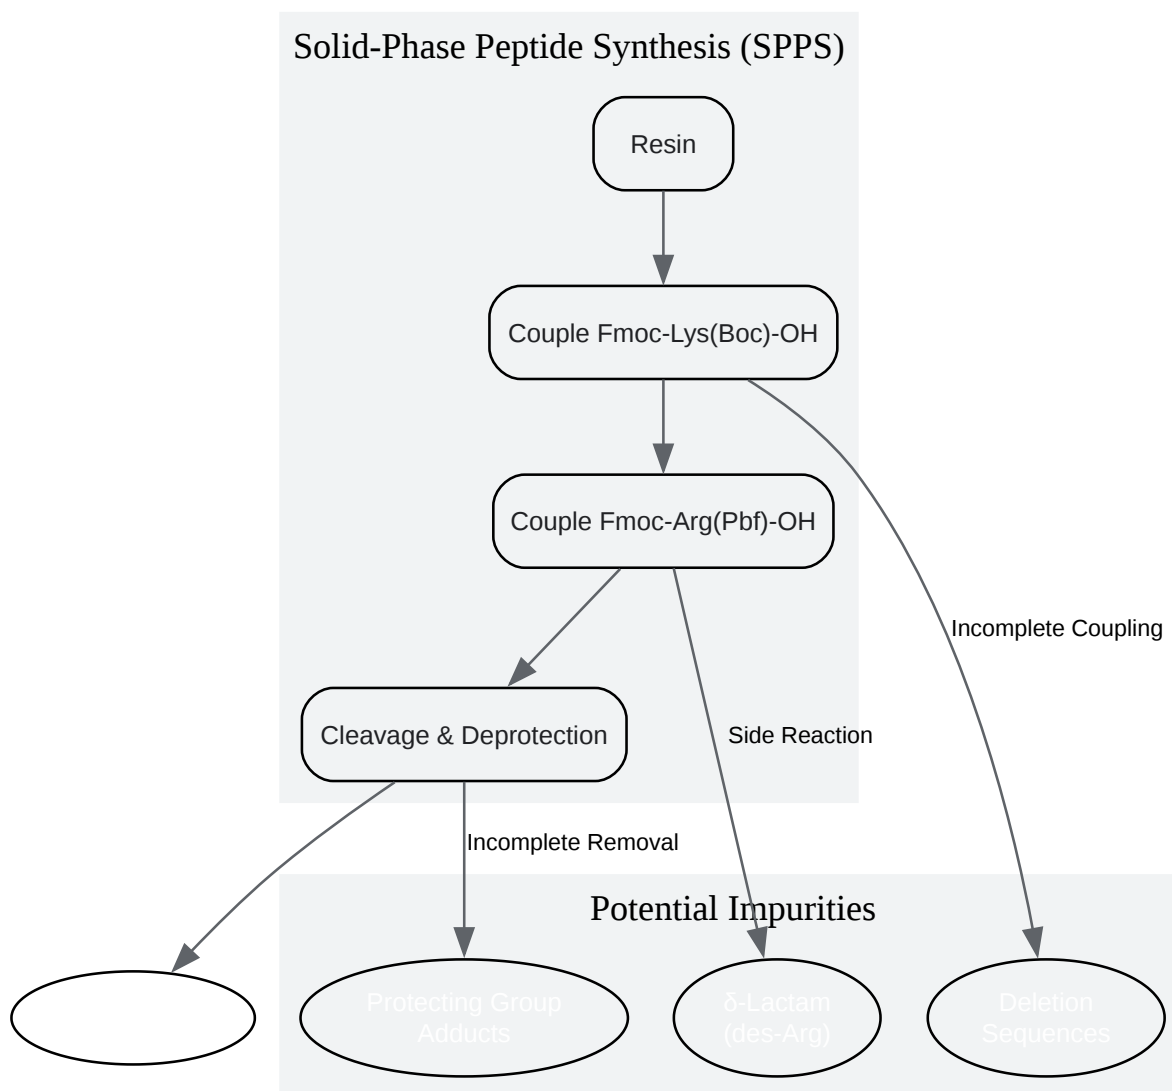 Solid-Phase Peptide Synthesis (SPPS)
Resin
Couple Fmoc-Lys(Boc)-OH
Couple Fmoc-Arg(Pbf)-OH
Incomplete Coupling
Side Reaction
Cleavage & Deprotection
Incomplete Removal
Potential Impurities
Protecting Group
Adducts
δ-Lactam
(des-Arg)
Deletion
Sequences